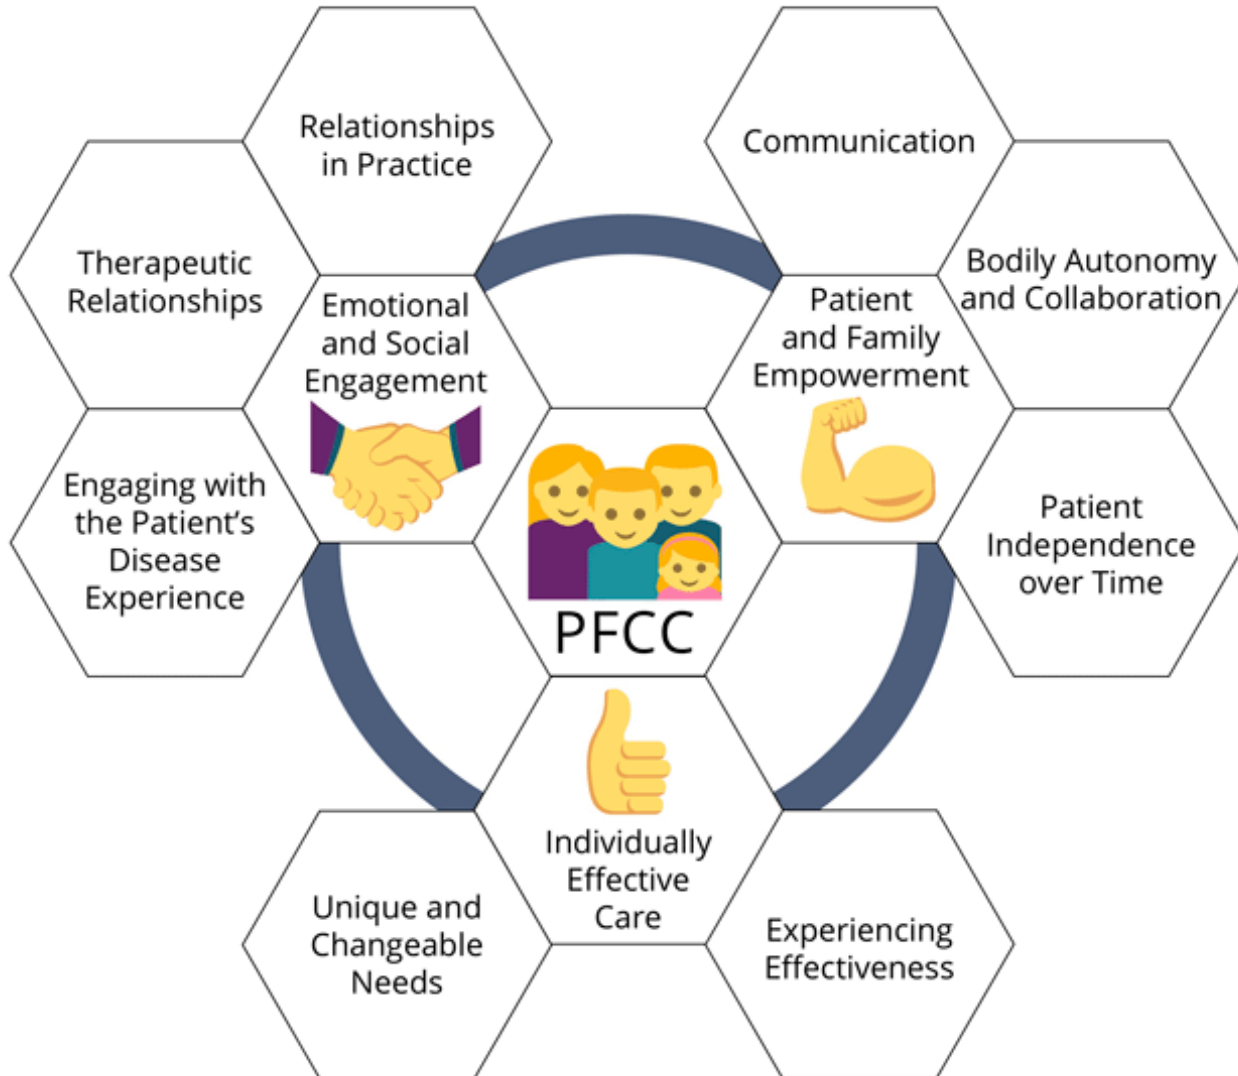 Relationships
in Practice
Communication
Therapeutic
Relationships
Bodily Autonomy
and Collaboration
Emotional
and Social
Engagement
Patient
and Family
Empowerment
Engaging with
the Patient’s
Disease
Experience
Patient
Independence
over Time
PFCC
Individually
Effective
Care
Unique and
Changeable
Needs
Experiencing
Effectiveness